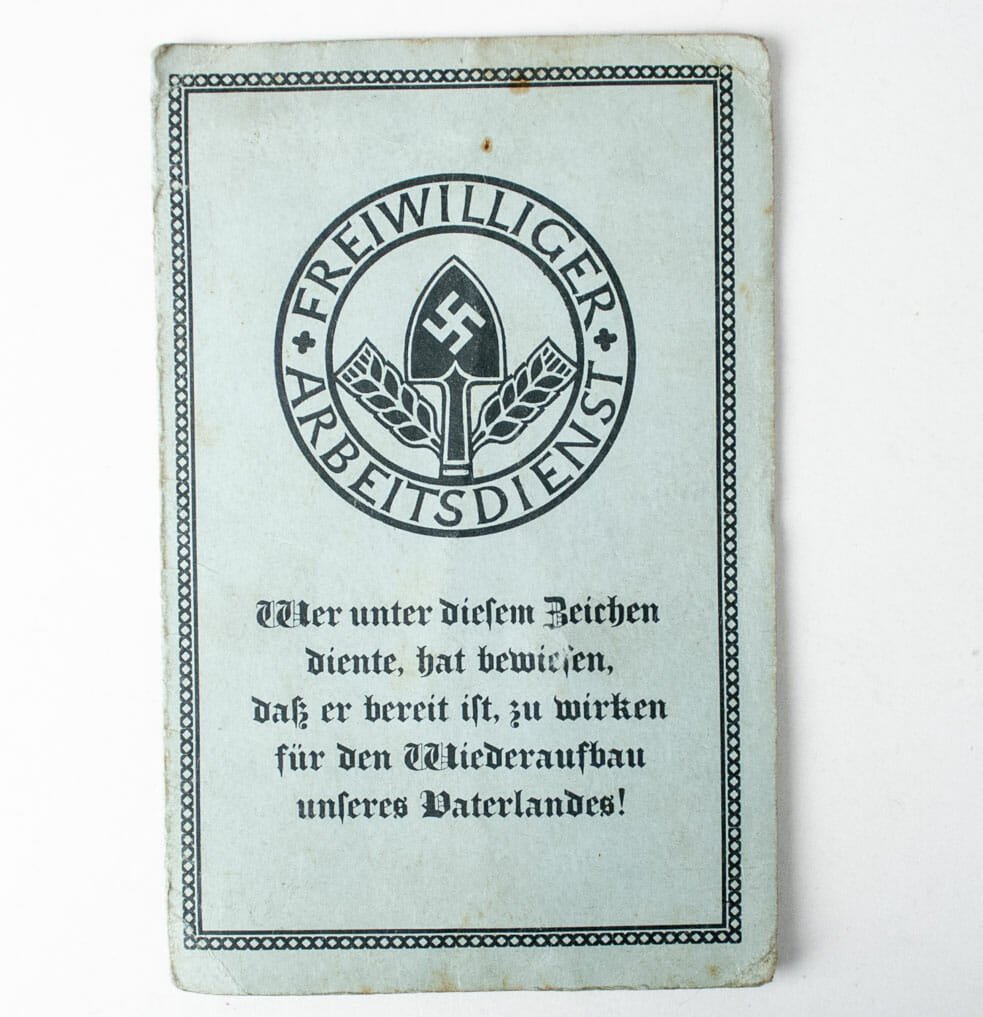 FREIWILLIGER
ARBEITSDIENST
Wer unter dieſem Zeichen
diente, hat bewieſen,
daß er bereit iſt, zu wirken
für den Wiederaufbau
unſeres Vaterlandes!